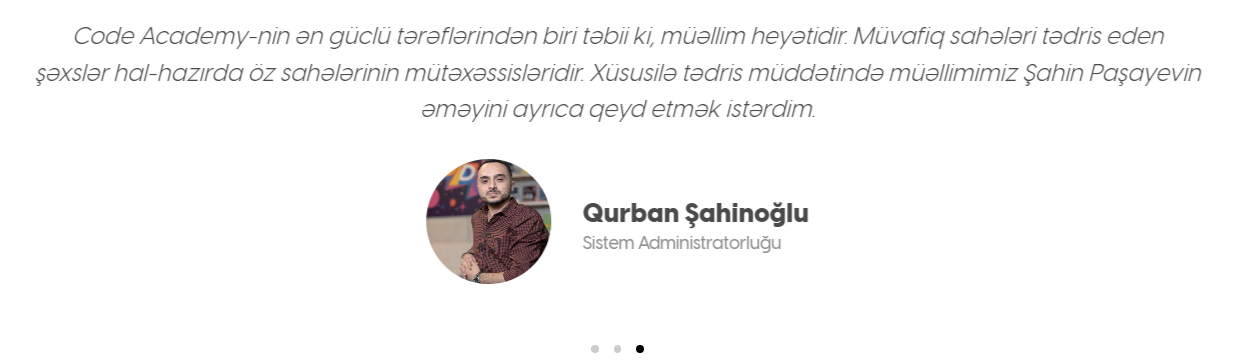 Code Academy-nin ən güclü tərəflərindən biri təbii ki, müəllim heyətidir. Müvafiq sahələri tədris edən
şəxslər hal-hazırda öz sahələrinin mütəxəssisləridir. Xüsusilə tədris müddətində müəllimimiz Şahin Paşayevin
əməyini ayrıca qeyd etmək istərdim.
Qurban Şahinoğlu
Sistem Administratorluğu